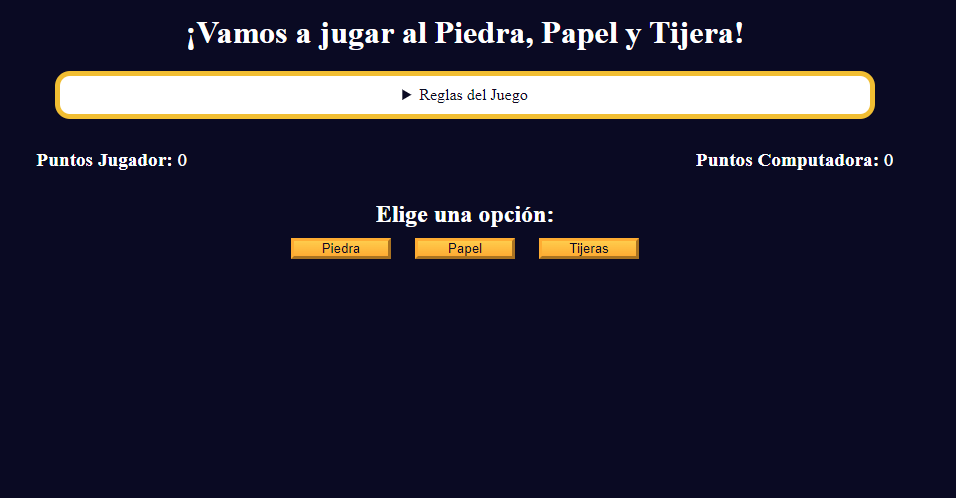 ¡Vamos a jugar al Piedra, Papel y Tijera!
Reglas del Juego
Puntos Jugador: 0 Puntos Computadora: 0
Elige una opción:
Piedra Papel Tijeras